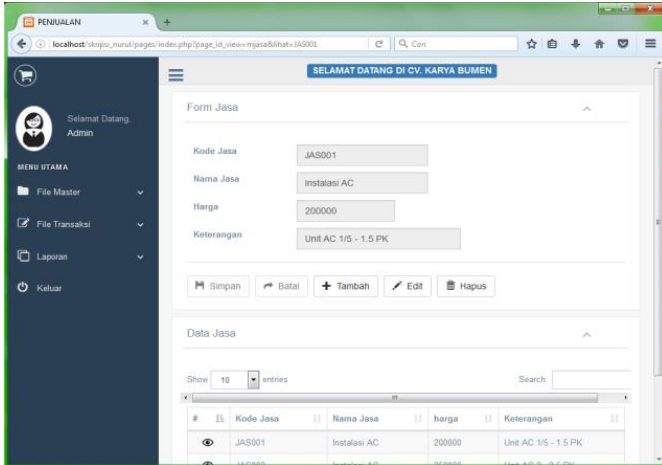 PENJUALAN
localhost/skripsi_nurul/pages/index.php?page_id_view=mjasa&lihat=JAS001
Cari
SELAMAT DATANG DI CV. KARYA BUMEN
Selamat Datang,
Admin
MENU UTAMA
File Master
File Transaksi
Laporan
Keluar
Form Jasa
Kode Jasa JAS001
Nama Jasa Instalasi AC
Harga 200000
Keterangan Unit AC 1/5 - 1.5 PK
Simpan Batal Tambah Edit Hapus
Data Jasa
Show 10 entries Search:
# Kode Jasa Nama Jasa harga Keterangan
JAS001 Instalasi AC 200000 Unit AC 1/5 - 1.5 PK